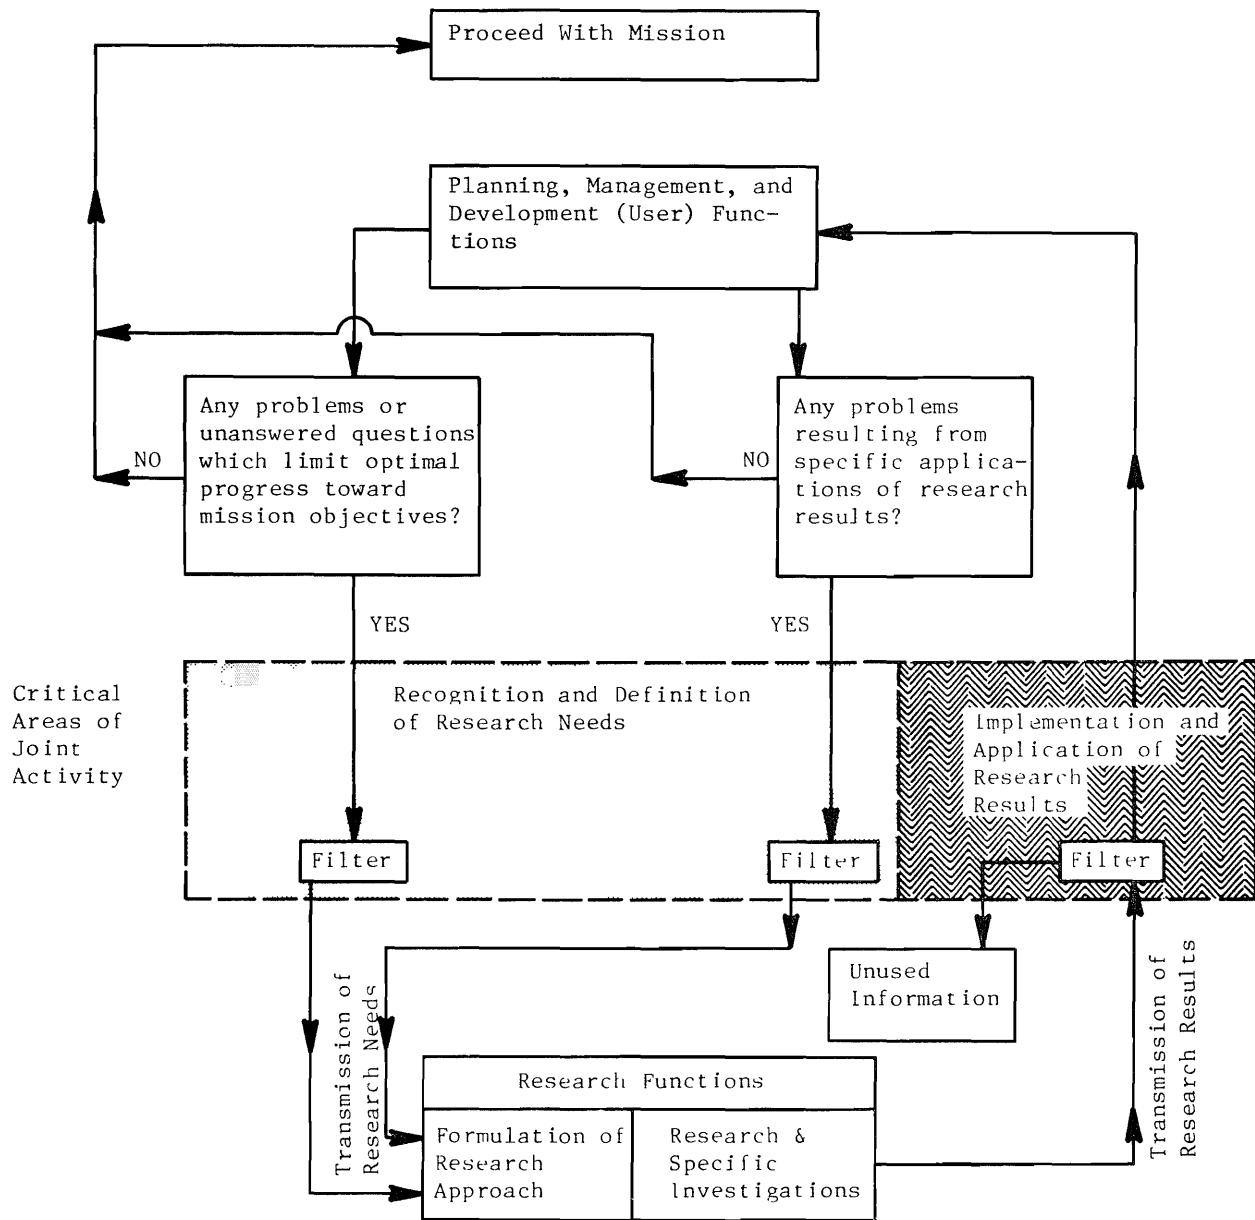 Proceed With Mission
Planning, Management, and
Development (User) Func-
tions
Any problems or
unanswered questions
which limit optimal
progress toward
mission objectives?
NO
Any problems
resulting from
specific applica-
tions of research
results?
NO
YES
YES
Critical
Areas of
Joint
Activity
Recognition and Definition
of Research Needs
Implementation and
Application of
Research
Results
Filter
Filter
Filter
Unused
Information
Transmission of
Research Needs
Transmission of
Research Results
Research Functions
Formulation of
Research
Approach
Research &
Specific
Investigations